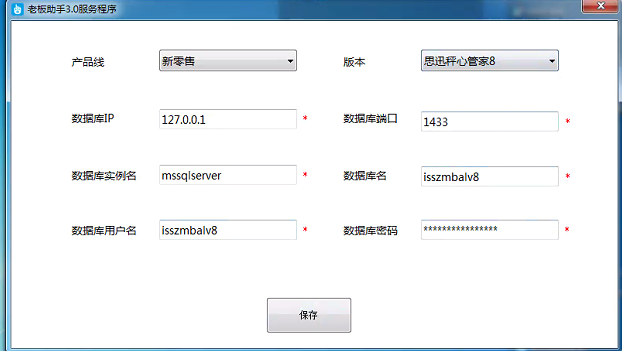 老板助手3.0服务程序
产品线 新零售 版本 思迅秤心管家8
数据库IP 127.0.0.1 * 数据库端口 1433 *
数据库实例名 mssqlserver * 数据库名 isszmbalv8 *
数据库用户名 isszmbalv8 * 数据库密码 **************** *
保存